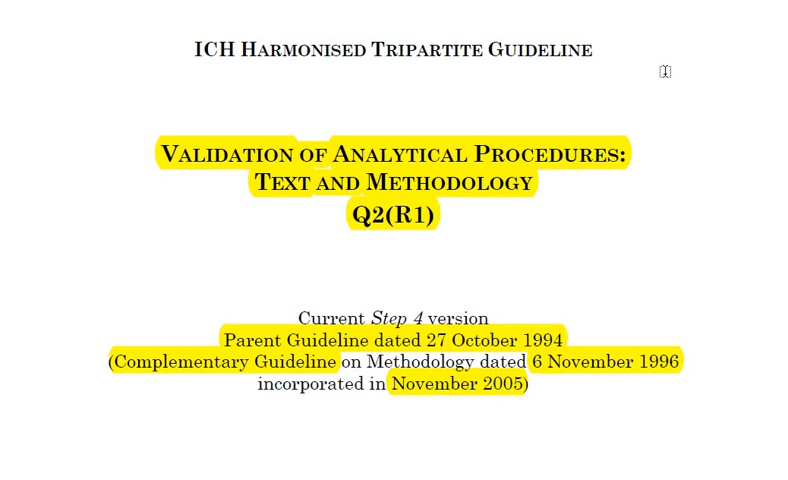 ICH HARMONISED TRIPARTITE GUIDELINE
VALIDATION OF ANALYTICAL PROCEDURES:
TEXT AND METHODOLOGY
Q2(R1)
Current Step 4 version
Parent Guideline dated 27 October 1994
(Complementary Guideline on Methodology dated 6 November 1996
incorporated in November 2005)